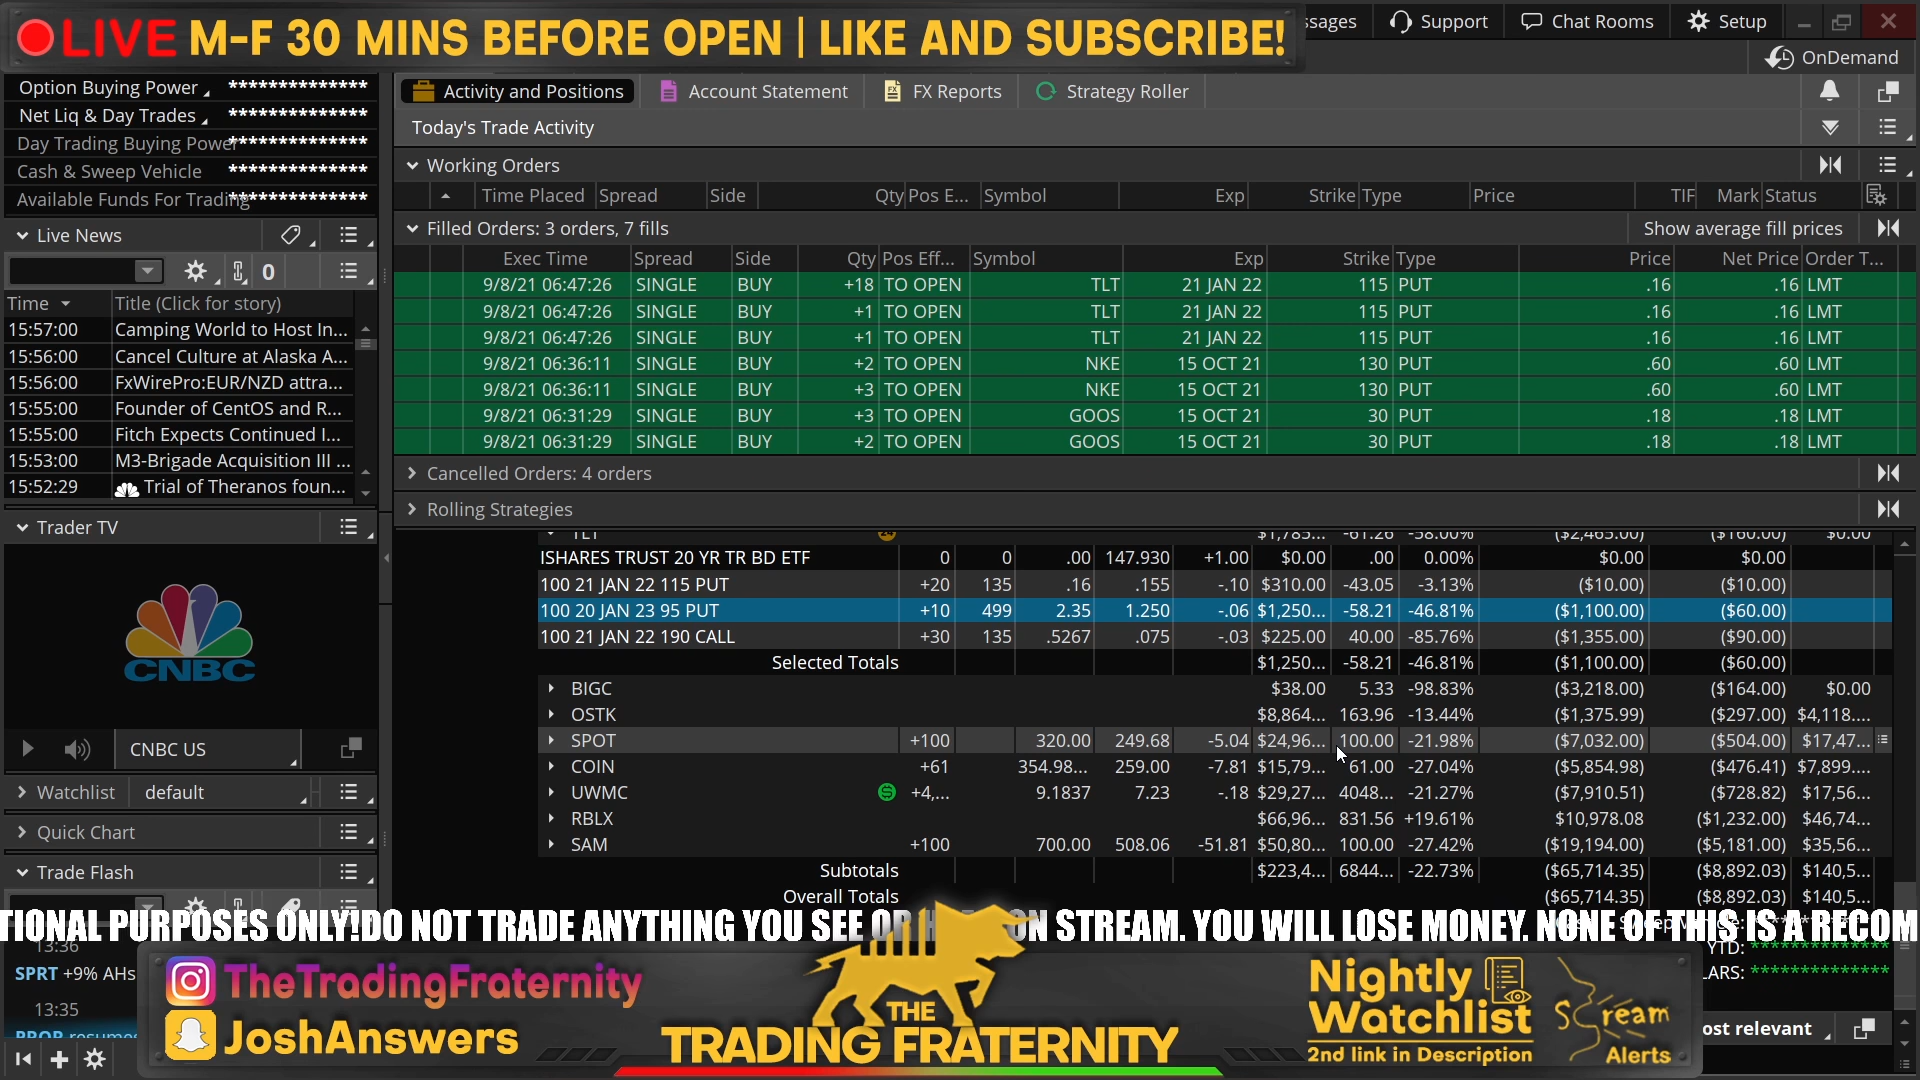 LIVE M-F 30 MINS BEFORE OPEN | LIKE AND SUBSCRIBE!
ssages Support Chat Rooms Setup
OnDemand
Option Buying Power **************
Net Liq & Day Trades **************
Day Trading Buying Power **************
Cash & Sweep Vehicle **************
Available Funds For Trading **************
Live News
0
Time Title (Click for story)
15:57:00 Camping World to Host In...
15:56:00 Cancel Culture at Alaska A...
15:56:00 FxWirePro:EUR/NZD attra...
15:55:00 Founder of CentOS and R...
15:55:00 Fitch Expects Continued I...
15:53:00 M3-Brigade Acquisition III ...
15:52:29 Trial of Theranos foun...
Trader TV
CNBC
CNBC US
Watchlist default
Quick Chart
Trade Flash
13:36
SPRT +9% AHs
13:35
Activity and Positions Account Statement FX Reports Strategy Roller
Today's Trade Activity
Working Orders
Time Placed Spread Side Qty Pos E... Symbol Exp Strike Type Price TIF Mark Status
Filled Orders: 3 orders, 7 fills Show average fill prices
Exec Time Spread Side Qty Pos Eff... Symbol Exp Strike Type Price Net Price Order T...
9/8/21 06:47:26 SINGLE BUY +18 TO OPEN TLT 21 JAN 22 115 PUT .16 .16 LMT
9/8/21 06:47:26 SINGLE BUY +1 TO OPEN TLT 21 JAN 22 115 PUT .16 .16 LMT
9/8/21 06:47:26 SINGLE BUY +1 TO OPEN TLT 21 JAN 22 115 PUT .16 .16 LMT
9/8/21 06:36:11 SINGLE BUY +2 TO OPEN NKE 15 OCT 21 130 PUT .60 .60 LMT
9/8/21 06:36:11 SINGLE BUY +3 TO OPEN NKE 15 OCT 21 130 PUT .60 .60 LMT
9/8/21 06:31:29 SINGLE BUY +3 TO OPEN GOOS 15 OCT 21 30 PUT .18 .18 LMT
9/8/21 06:31:29 SINGLE BUY +2 TO OPEN GOOS 15 OCT 21 30 PUT .18 .18 LMT
Cancelled Orders: 4 orders
Rolling Strategies
TLT $1,785... -61.26 -58.00% ($2,465.00) ($160.00) $0.00
ISHARES TRUST 20 YR TR BD ETF 0 0 .00 147.930 +1.00 $0.00 .00 0.00% $0.00 $0.00
100 21 JAN 22 115 PUT +20 135 .16 .155 -.10 $310.00 -43.05 -3.13% ($10.00) ($10.00)
100 20 JAN 23 95 PUT +10 499 2.35 1.250 -.06 $1,250... -58.21 -46.81% ($1,100.00) ($60.00)
100 21 JAN 22 190 CALL +30 135 .5267 .075 -.03 $225.00 40.00 -85.76% ($1,355.00) ($90.00)
Selected Totals $1,250... -58.21 -46.81% ($1,100.00) ($60.00)
BIGC $38.00 5.33 -98.83% ($3,218.00) ($164.00) $0.00
OSTK $8,864... 163.96 -13.44% ($1,375.99) ($297.00) $4,118....
SPOT +100 320.00 249.68 -5.04 $24,96... 100.00 -21.98% ($7,032.00) ($504.00) $17,47...
COIN +61 354.98... 259.00 -7.81 $15,79... 61.00 -27.04% ($5,854.98) ($476.41) $7,899....
UWMC +4,... 9.1837 7.23 -.18 $29,27... 4048... -21.27% ($7,910.51) ($728.82) $17,56...
RBLX $66,96... 831.56 +19.61% $10,978.08 ($1,232.00) $46,74...
SAM +100 700.00 508.06 -51.81 $50,80... 100.00 -27.42% ($19,194.00) ($5,181.00) $35,56...
Subtotals $223,4... 6844... -22.73% ($65,714.35) ($8,892.03) $140,5...
Overall Totals ($65,714.35) ($8,892.03) $140,5...
TIONAL PURPOSES ONLY!DO NOT TRADE ANYTHING YOU SEE ON STREAM. YOU WILL LOSE MONEY. NONE OF THIS IS A RECOM
YTD: **************
LARS: **************
ost relevant
TheTradingFraternity
JoshAnswers
THE
TRADING FRATERNITY
Nightly
Watchlist
2nd link in Description
Scream
Alerts